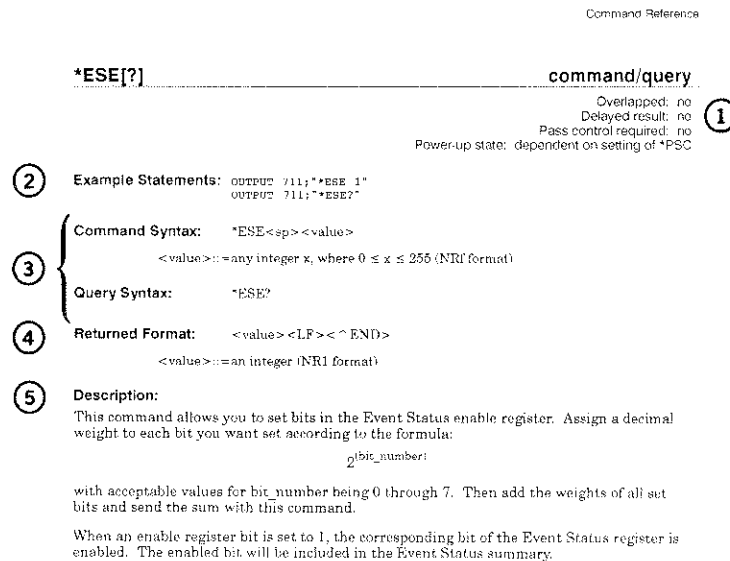 Command Reference
*ESE[?] command/query
Overlapped: no
Delayed result: no
Pass control required: no
Power-up state: dependent on setting of *PSC
1
2 Example Statements: OUTPUT 711;"*ESE 1"
OUTPUT 711;"*ESE?"
Command Syntax: *ESE<sp><value>
<value>::=any integer x, where 0 ≤ x ≤ 255 (NRf format)
3
Query Syntax: *ESE?
4 Returned Format: <value><LF><^END>
<value>::=an integer (NR1 format)
5 Description:
This command allows you to set bits in the Event Status enable register. Assign a decimal
weight to each bit you want set according to the formula:
2(bit_number)
with acceptable values for bit_number being 0 through 7. Then add the weights of all set
bits and send the sum with this command.
When an enable register bit is set to 1, the corresponding bit of the Event Status register is
enabled. The enabled bit will be included in the Event Status summary.